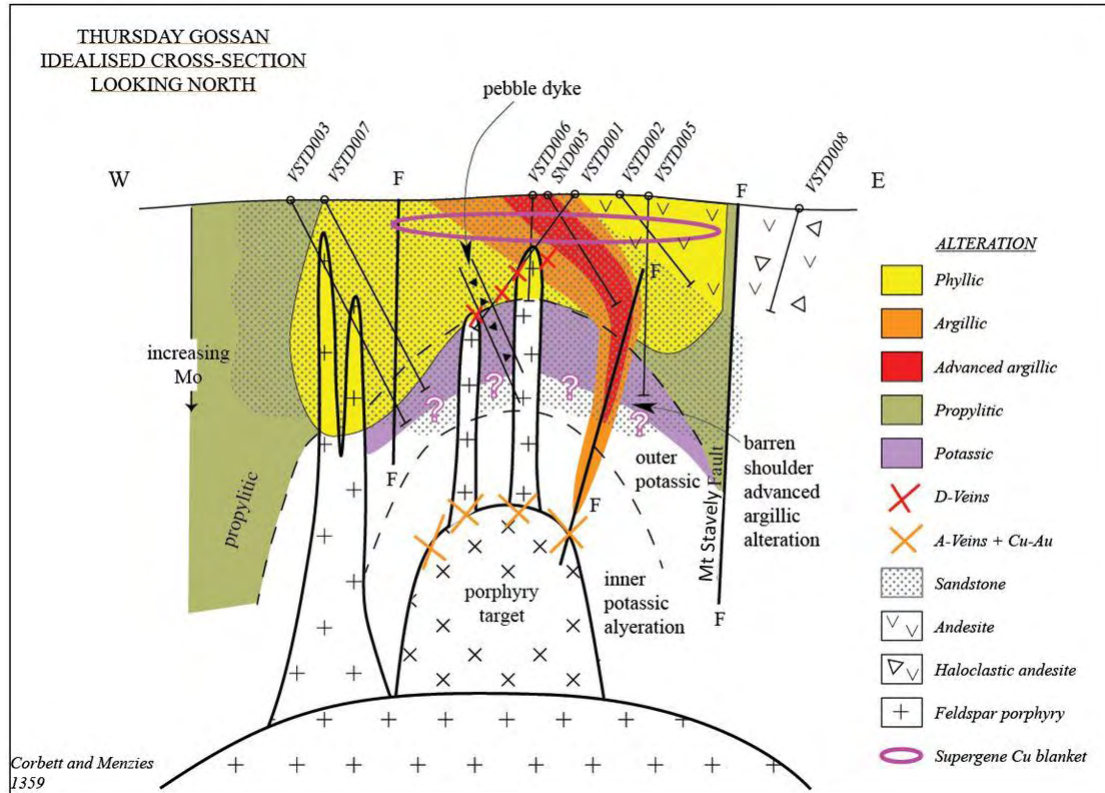 THURSDAY GOSSAN
IDEALISED CROSS-SECTION
LOOKING NORTH
pebble dyke
VSTD003
VSTD007
VSTD006
SND005
VSTD001
VSTD002
VSTD005
VSTD008
W
F
F
E
increasing
Mo
F
F
F
? ? ? ?
propylitic
outer
potassic
barren
shoulder
advanced
argillic
alteration
Mt Stavely Fault
F
porphyry
target
inner
potassic
alyeration
ALTERATION
Phyllic
Argillic
Advanced argillic
Propylitic
Potassic
D-Veins
A-Veins + Cu-Au
Sandstone
Andesite
Haloclastic andesite
Feldspar porphyry
Supergene Cu blanket
Corbett and Menzies
1359